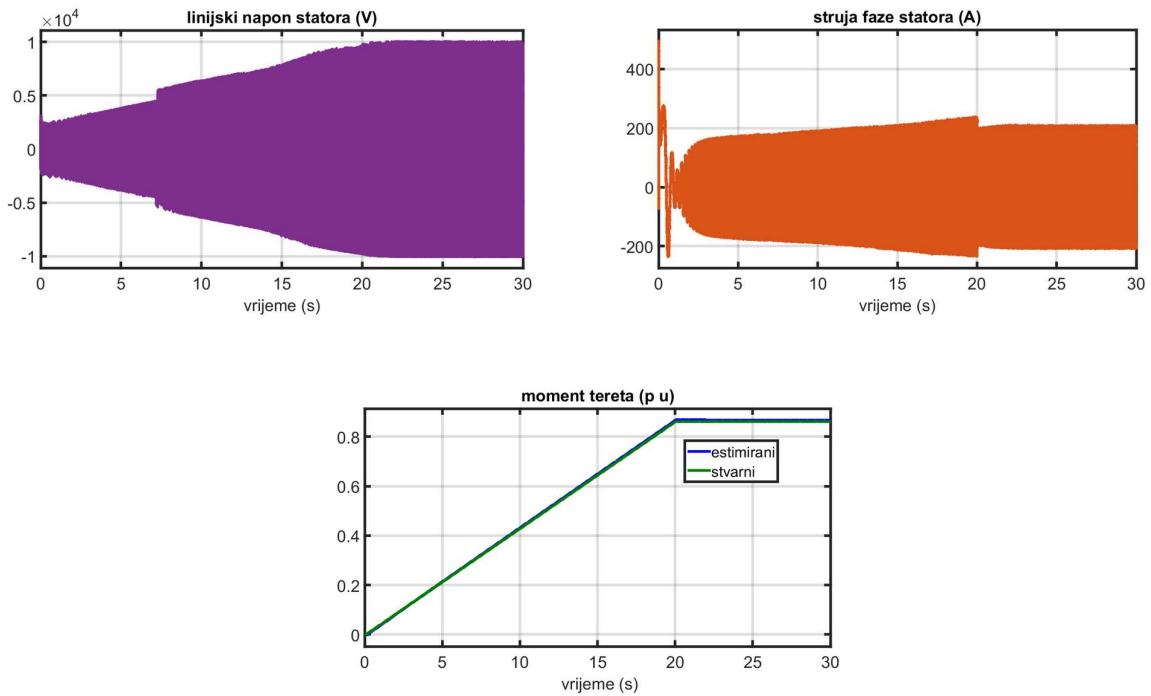 linijski napon statora (V)
×10⁴
1
0.5
0
-0.5
-1
0 5 10 15 20 25 30
vrijeme (s)
struja faze statora (A)
400
200
0
-200
0 5 10 15 20 25 30
vrijeme (s)
moment tereta (p u)
0.8
0.6
0.4
0.2
0
estimirani
stvarni
0 5 10 15 20 25 30
vrijeme (s)